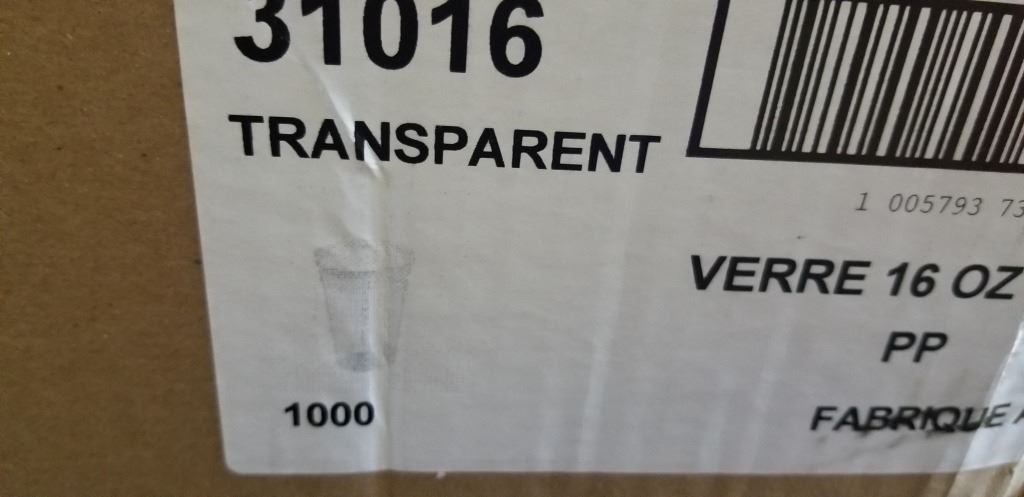 31016
TRANSPARENT
1 005793 73
VERRE 16 OZ
PP
1000
FABRIQUE